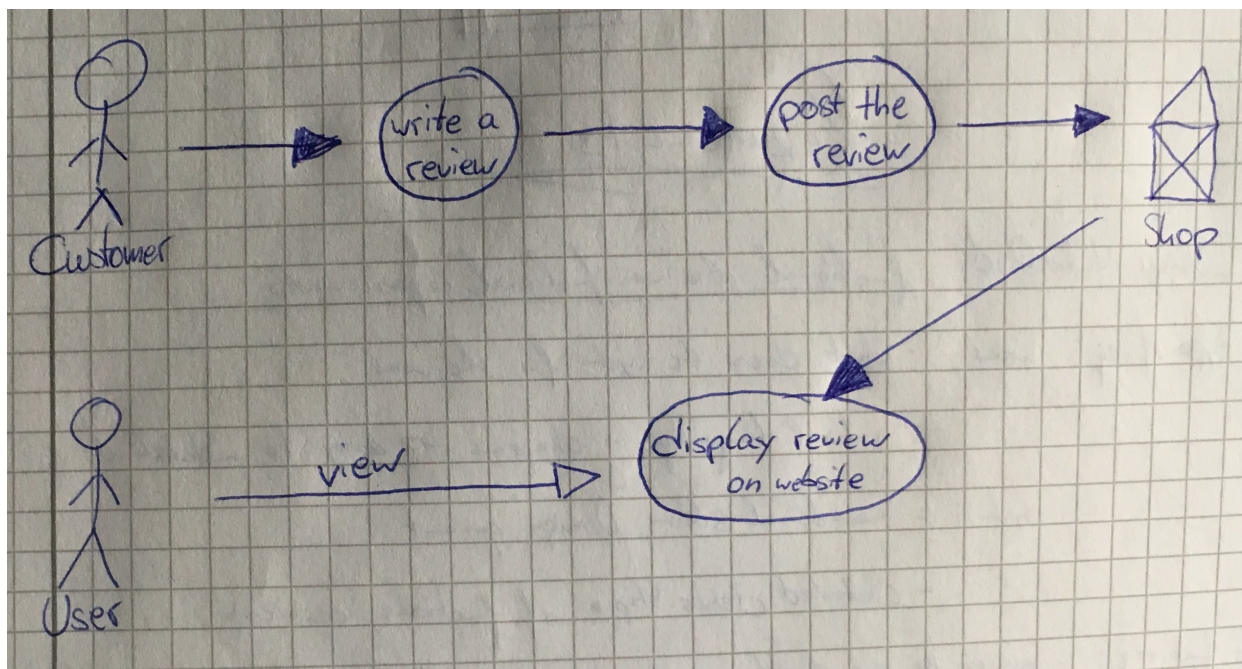 write a
review
post the
review
Customer
Shop
view
display review
on website
User